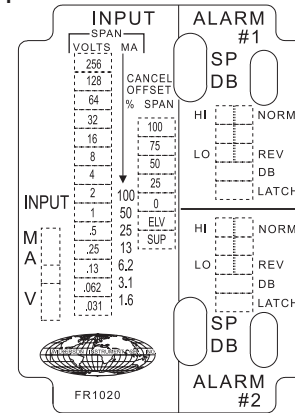 INPUT
SPAN
VOLTS MA
256
128
64
32
16
8
4
2 100
1 50
.5 25
.25 13
.13 6.2
.062 3.1
.031 1.6
CANCEL
OFFSET
% SPAN
100
75
50
25
0
ELV
SUP
INPUT
M
A
V
FR1020
ALARM
#1
SP
DB
HI NORM
LO REV
DB
LATCH
HI NORM
LO REV
DB
LATCH
SP
DB
ALARM
#2